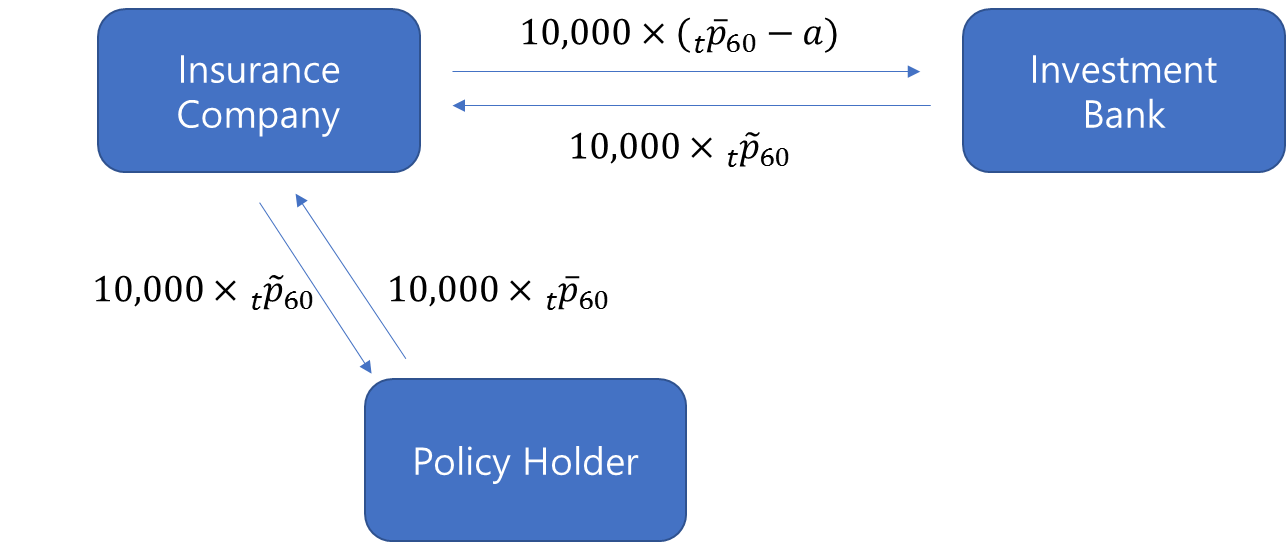 Insurance
Company
10,000 × (ₜp̄₆₀ − a)
10,000 × ₜp̃₆₀
Investment
Bank
10,000 × ₜp̃₆₀
10,000 × ₜp̄₆₀
Policy Holder